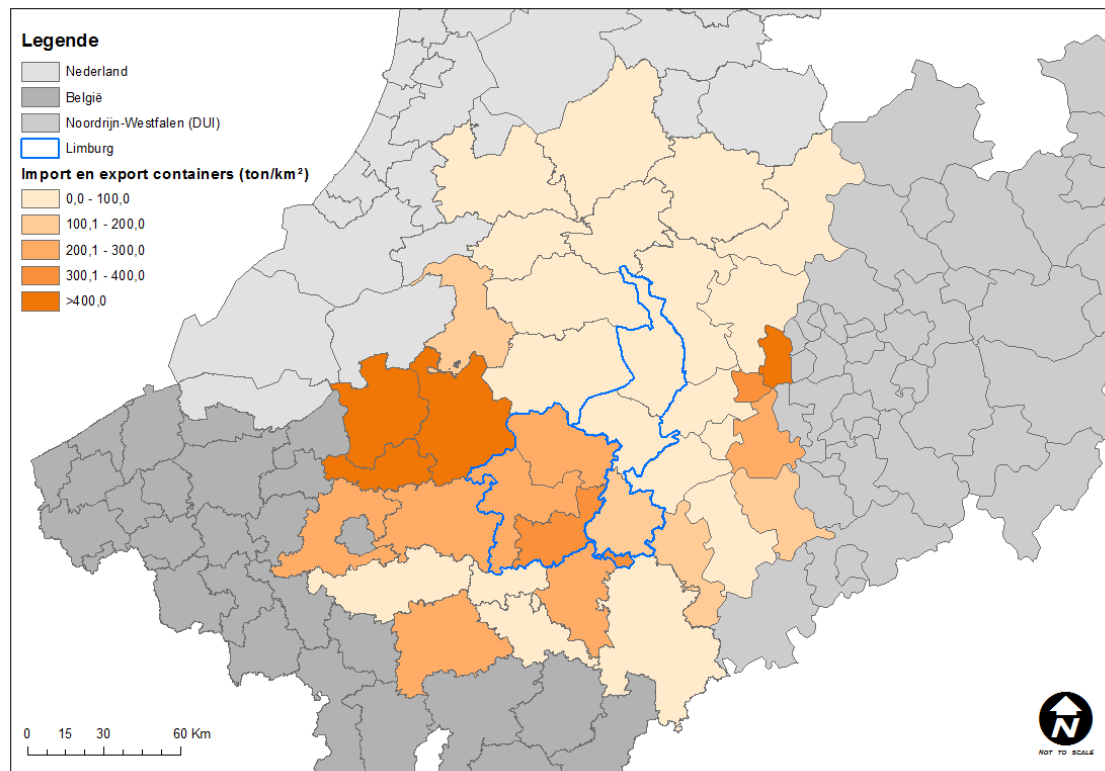 Legende
Nederland
België
Noordrijn-Westfalen (DUI)
Limburg
Import en export containers (ton/km²)
0,0 - 100,0
100,1 - 200,0
200,1 - 300,0
300,1 - 400,0
>400,0
0 15 30 60 Km
N
NOT TO SCALE